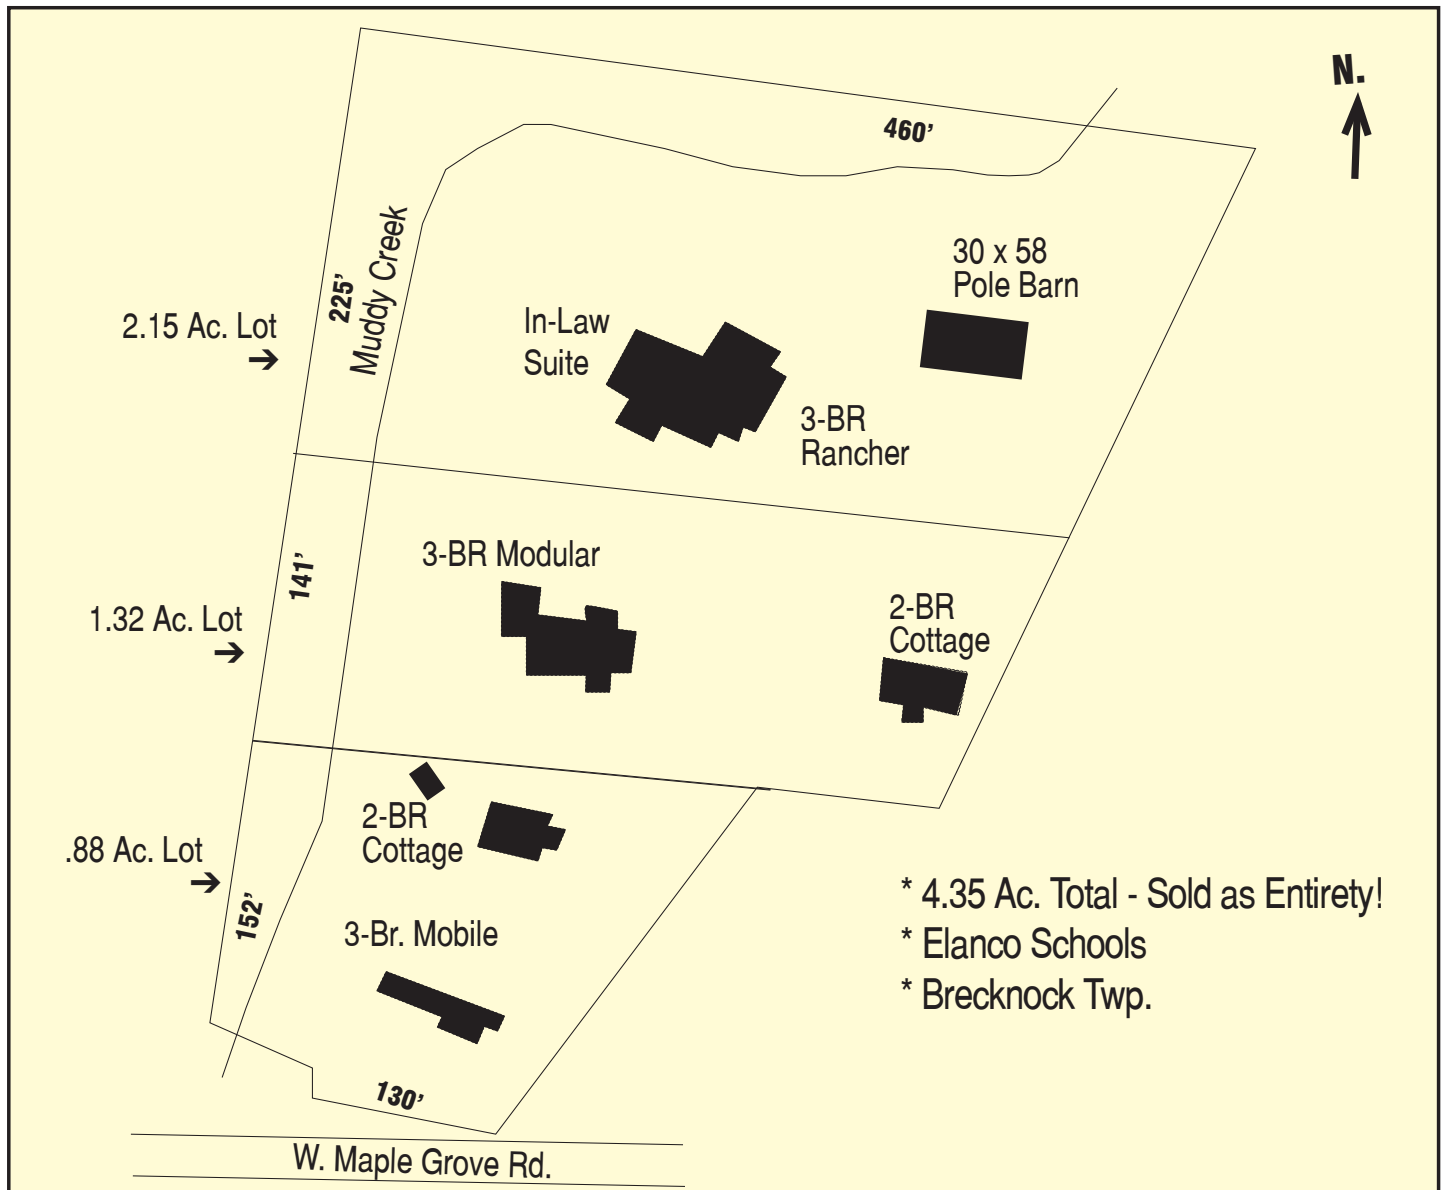 N.
460'
225'
Muddy Creek
30 x 58
Pole Barn
2.15 Ac. Lot
In-Law
Suite
3-BR
Rancher
141'
3-BR Modular
1.32 Ac. Lot
2-BR
Cottage
2-BR
Cottage
.88 Ac. Lot
152'
3-Br. Mobile
* 4.35 Ac. Total - Sold as Entirety!
* Elanco Schools
* Brecknock Twp.
130'
W. Maple Grove Rd.